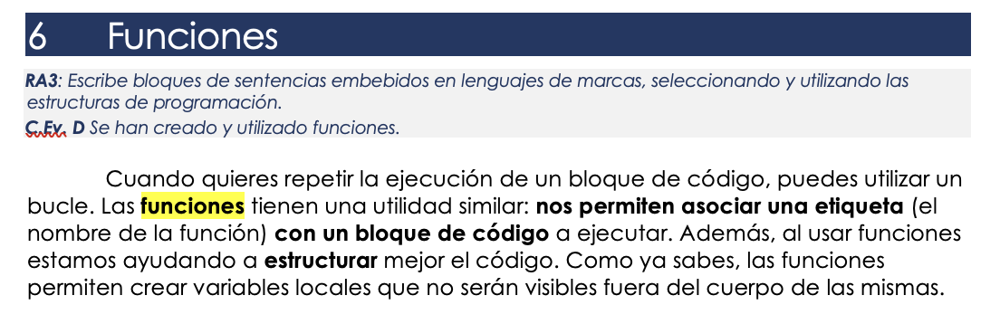 6 Funciones
RA3: Escribe bloques de sentencias embebidos en lenguajes de marcas, seleccionando y utilizando las
estructuras de programación.
C.Ev. D Se han creado y utilizado funciones.
Cuando quieres repetir la ejecución de un bloque de código, puedes utilizar un
bucle. Las funciones tienen una utilidad similar: nos permiten asociar una etiqueta (el
nombre de la función) con un bloque de código a ejecutar. Además, al usar funciones
estamos ayudando a estructurar mejor el código. Como ya sabes, las funciones
permiten crear variables locales que no serán visibles fuera del cuerpo de las mismas.